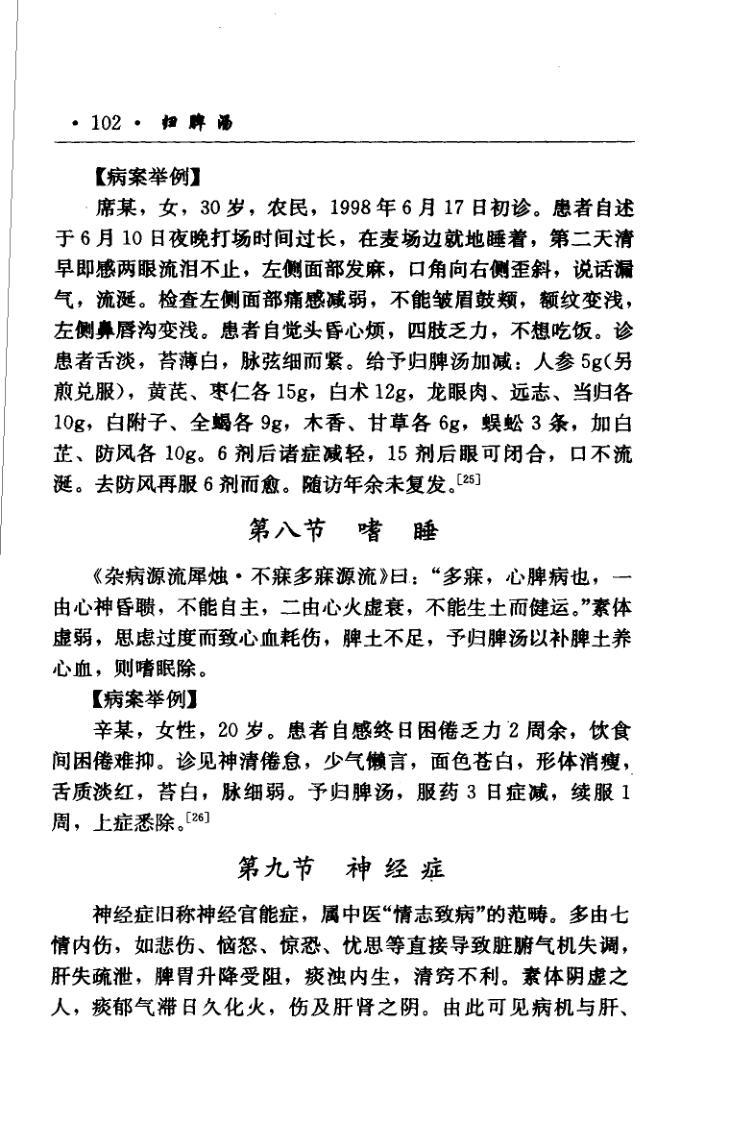 ·102· 归脾汤
【病案举例】
席某，女，30岁，农民，1998年6月17日初诊。患者自述
于6月10日夜晚打场时间过长，在麦场边就地睡着，第二天清
早即感两眼流泪不止，左侧面部发麻，口角向右侧歪斜，说话漏
气，流涎。检查左侧面部痛感减弱，不能皱眉鼓颊，额纹变浅，
左侧鼻唇沟变浅。患者自觉头昏心烦，四肢乏力，不想吃饭。诊
患者舌淡，苔薄白，脉弦细而紧。给予归脾汤加减：人参5g(另
煎兑服)，黄芪、枣仁各15g，白术12g，龙眼肉、远志、当归各
10g，白附子、全蝎各9g，木香、甘草各6g，蜈蚣3条，加白
芷、防风各10g。6剂后诸症减轻，15剂后眼可闭合，口不流
涎。去防风再服6剂而愈。随访年余未复发。[25]
第八节 嗜 睡
《杂病源流犀烛·不寐多寐源流》曰：“多寐，心脾病也，一
由心神昏聩，不能自主，二由心火虚衰，不能生土而健运。”素体
虚弱，思虑过度而致心血耗伤，脾土不足，予归脾汤以补脾土养
心血，则嗜眠除。
【病案举例】
辛某，女性，20岁。患者自感终日困倦乏力2周余，饮食
间困倦难抑。诊见神清倦怠，少气懒言，面色苍白，形体消瘦，
舌质淡红，苔白，脉细弱。予归脾汤，服药3日症减，续服1
周，上症悉除。[26]
第九节 神经症
神经症旧称神经官能症，属中医“情志致病”的范畴。多由七
情内伤，如悲伤、恼怒、惊恐、忧思等直接导致脏腑气机失调，
肝失疏泄，脾胃升降受阻，痰浊内生，清窍不利。素体阴虚之
人，痰郁气滞日久化火，伤及肝肾之阴。由此可见病机与肝、